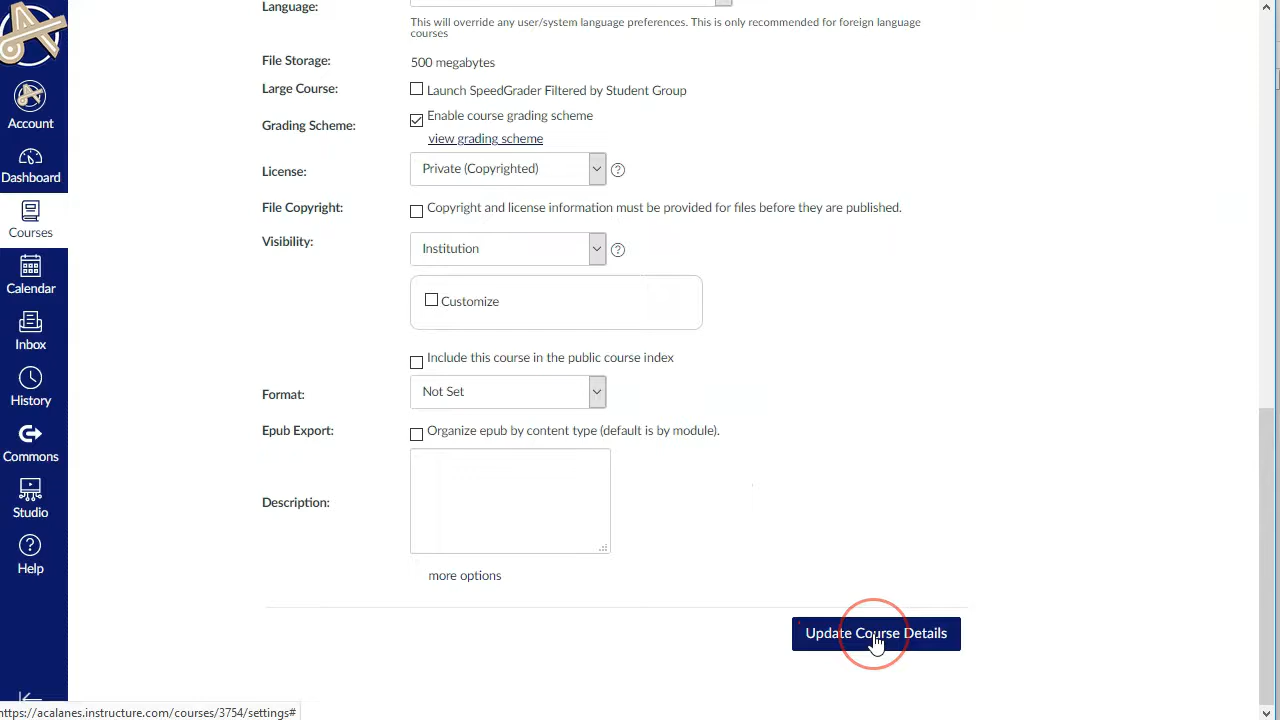 Language:
This will override any user/system language preferences. This is only recommended for foreign language
courses
File Storage:
500 megabytes
Large Course:
Launch SpeedGrader Filtered by Student Group
Grading Scheme:
Enable course grading scheme
view grading scheme
License:
Private (Copyrighted)
File Copyright:
Copyright and license information must be provided for files before they are published.
Visibility:
Institution
Customize
Include this course in the public course index
Format:
Not Set
Epub Export:
Organize epub by content type (default is by module).
Description:
more options
Update Course Details
Account
Dashboard
Courses
Calendar
Inbox
History
Commons
Studio
Help
https://acalanes.instructure.com/courses/3754/settings#